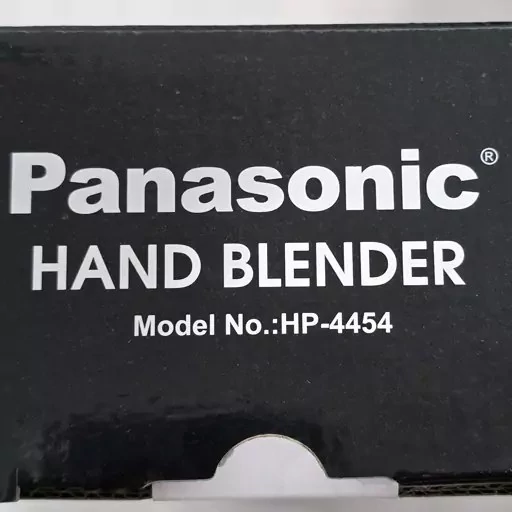 Panasonic®
HAND BLENDER
Model No.:HP-4454